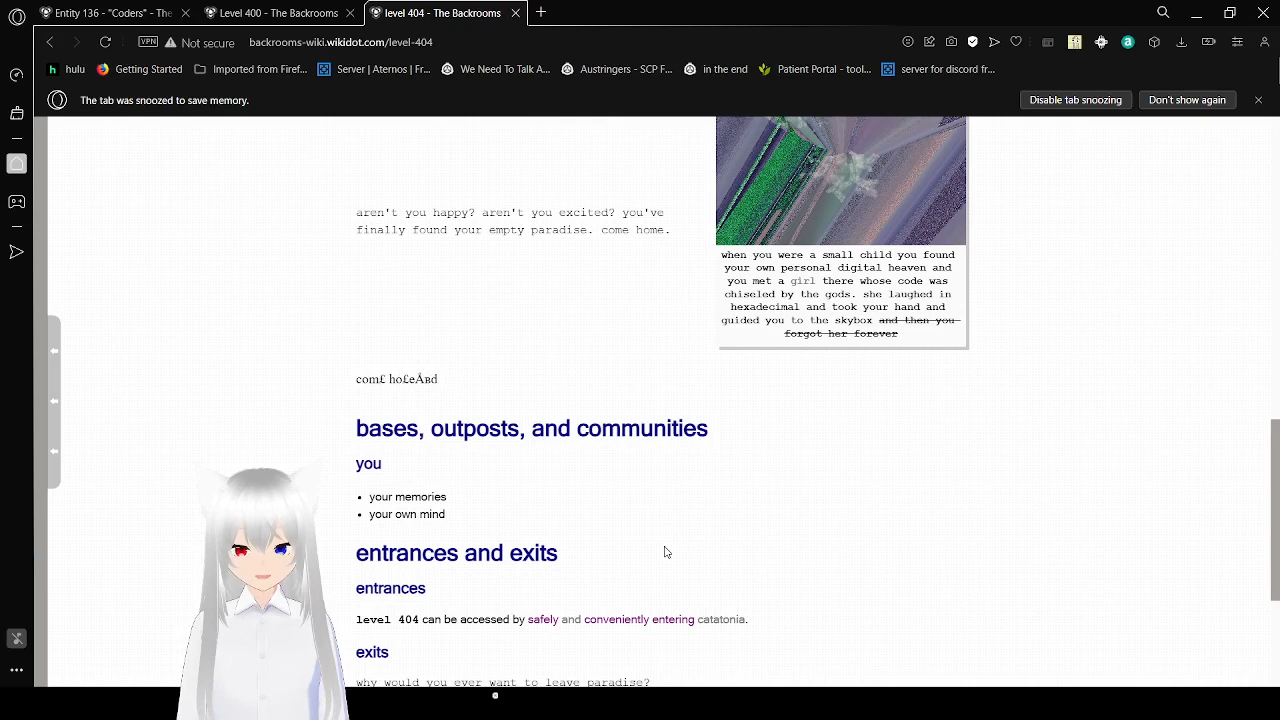 Entity 136 - "Coders" - The
Level 400 - The Backrooms
level 404 - The Backrooms
VPN
Not secure
backrooms-wiki.wikidot.com/level-404
hulu
Getting Started
Imported from Firef...
Server | Aternos | Fr...
We Need To Talk A...
Austringers - SCP F...
in the end
Patient Portal - tool...
server for discord fr...
The tab was snoozed to save memory.
Disable tab snoozing
Don't show again
aren't you happy? aren't you excited? you've
finally found your empty paradise. come home.
when you were a small child you found
your own personal digital heaven and
you met a girl there whose code was
chiseled by the gods. she laughed in
hexadecimal and took your hand and
guided you to the skybox and then you
forgot her forever
com£ ho£eÅвd
bases, outposts, and communities
you
• your memories
• your own mind
entrances and exits
entrances
level 404 can be accessed by safely and conveniently entering catatonia.
exits
why would you ever want to leave paradise?